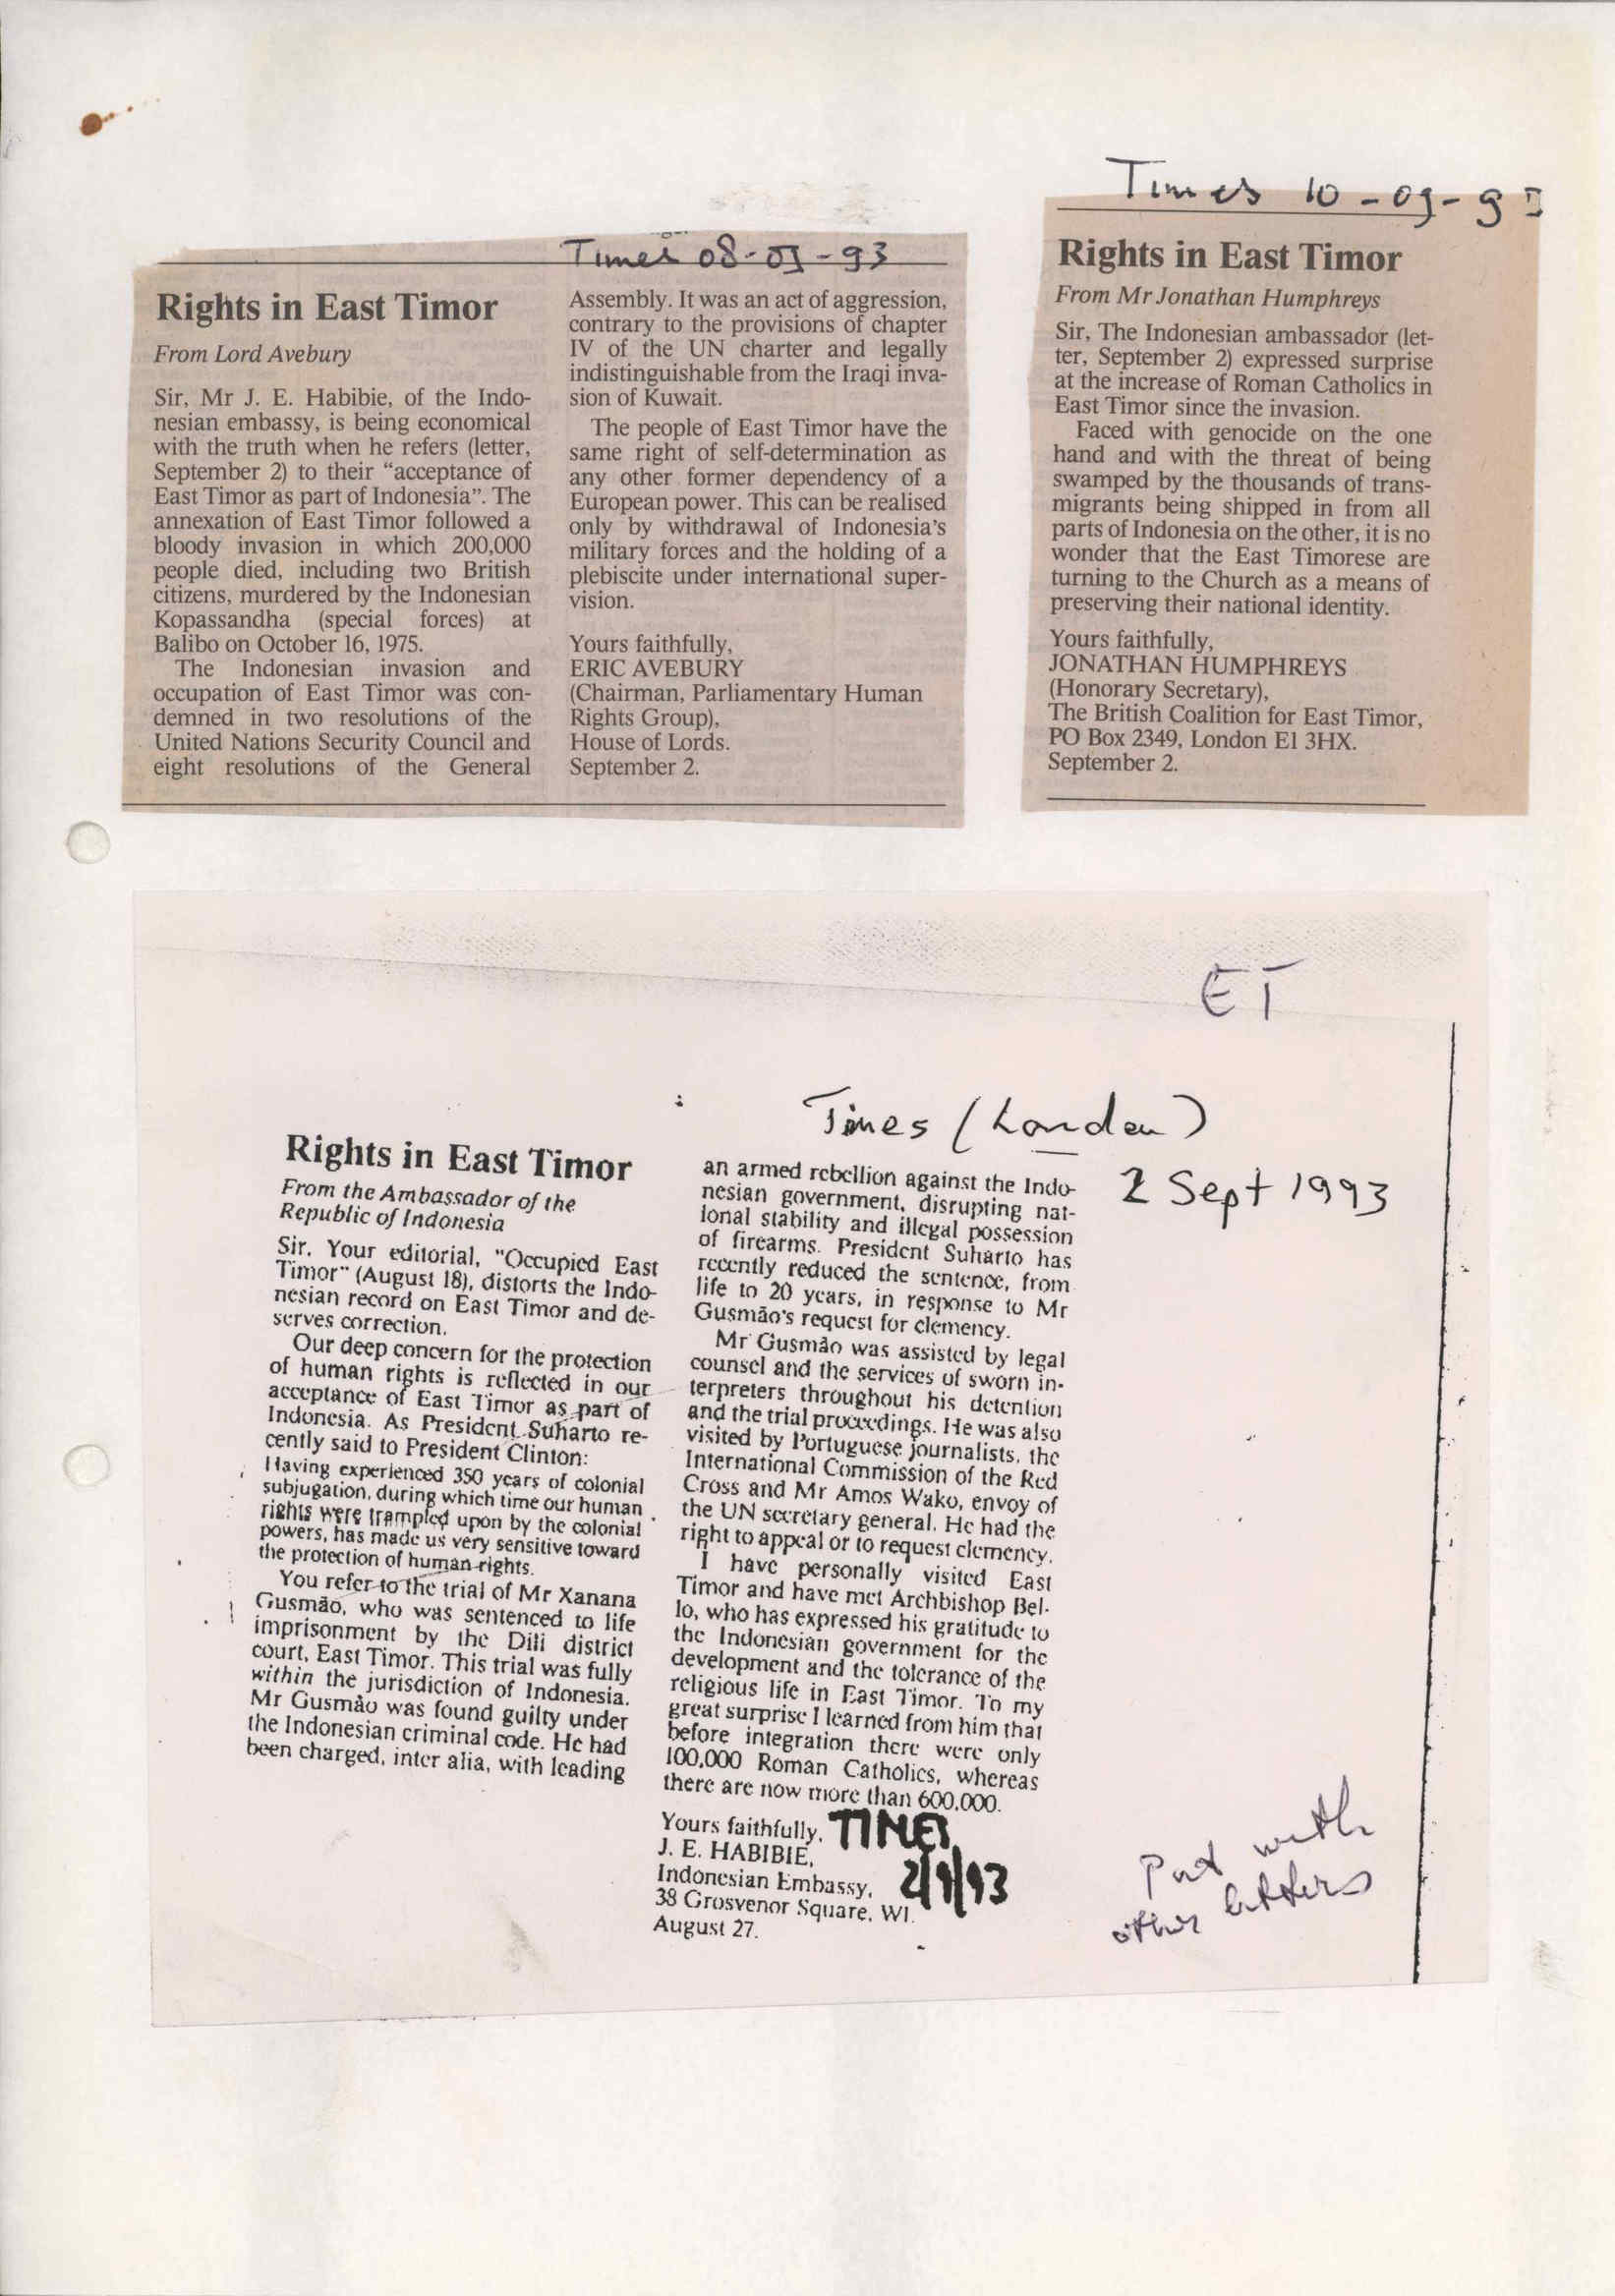 Times 08-09-93
Rights in East Timor
From Lord Avebury
Sir, Mr J. E. Habibie, of the Indo-
nesian embassy, is being economical
with the truth when he refers (letter,
September 2) to their “acceptance of
East Timor as part of Indonesia”. The
annexation of East Timor followed a
bloody invasion in which 200,000
people died, including two British
citizens, murdered by the Indonesian
Kopassandha (special forces) at
Balibo on October 16, 1975.
The Indonesian invasion and
occupation of East Timor was con-
demned in two resolutions of the
United Nations Security Council and
eight resolutions of the General
Assembly. It was an act of aggression,
contrary to the provisions of chapter
IV of the UN charter and legally
indistinguishable from the Iraqi inva-
sion of Kuwait.
The people of East Timor have the
same right of self-determination as
any other former dependency of a
European power. This can be realised
only by withdrawal of Indonesia's
military forces and the holding of a
plebiscite under international super-
vision.
Yours faithfully,
ERIC AVEBURY
(Chairman, Parliamentary Human
Rights Group),
House of Lords.
September 2.
Times 10-09-93
Rights in East Timor
From Mr Jonathan Humphreys
Sir, The Indonesian ambassador (let-
ter, September 2) expressed surprise
at the increase of Roman Catholics in
East Timor since the invasion.
Faced with genocide on the one
hand and with the threat of being
swamped by the thousands of trans-
migrants being shipped in from all
parts of Indonesia on the other, it is no
wonder that the East Timorese are
turning to the Church as a means of
preserving their national identity.
Yours faithfully,
JONATHAN HUMPHREYS
(Honorary Secretary),
The British Coalition for East Timor,
PO Box 2349, London E1 3HX.
September 2.
ET
Times (London)
2 Sept 1993
Rights in East Timor
From the Ambassador of the
Republic of Indonesia
Sir, Your editorial, "Occupied East
Timor" (August 18), distorts the Indo-
nesian record on East Timor and de-
serves correction.
Our deep concern for the protection
of human rights is reflected in our
acceptance of East Timor as part of
Indonesia. As President Suharto re-
cently said to President Clinton:
Having experienced 350 years of colonial
subjugation, during which time our human
rights were trampled upon by the colonial
powers, has made us very sensitive toward
the protection of human rights.
You refer to the trial of Mr Xanana
Gusmão, who was sentenced to life
imprisonment by the Dili district
court, East Timor. This trial was fully
within the jurisdiction of Indonesia.
Mr Gusmão was found guilty under
the Indonesian criminal code. He had
been charged, inter alia, with leading
an armed rebellion against the Indo-
nesian government, disrupting nat-
ional stability and illegal possession
of firearms. President Suharto has
recently reduced the sentence, from
life to 20 years, in response to Mr
Gusmão's request for clemency.
Mr Gusmão was assisted by legal
counsel and the services of sworn in-
terpreters throughout his detention
and the trial proceedings. He was also
visited by Portuguese journalists, the
International Commission of the Red
Cross and Mr Amos Wako, envoy of
the UN secretary general. He had the
right to appeal or to request clemency.
I have personally visited East
Timor and have met Archbishop Bel-
lo, who has expressed his gratitude to
the Indonesian government for the
development and the tolerance of the
religious life in East Timor. To my
great surprise I learned from him that
before integration there were only
100,000 Roman Catholics, whereas
there are now more than 600,000.
Yours faithfully,
J. E. HABIBIE,
Indonesian Embassy,
38 Grosvenor Square, W1.
August 27.
TIMES
2/9/93
Put with
other letters